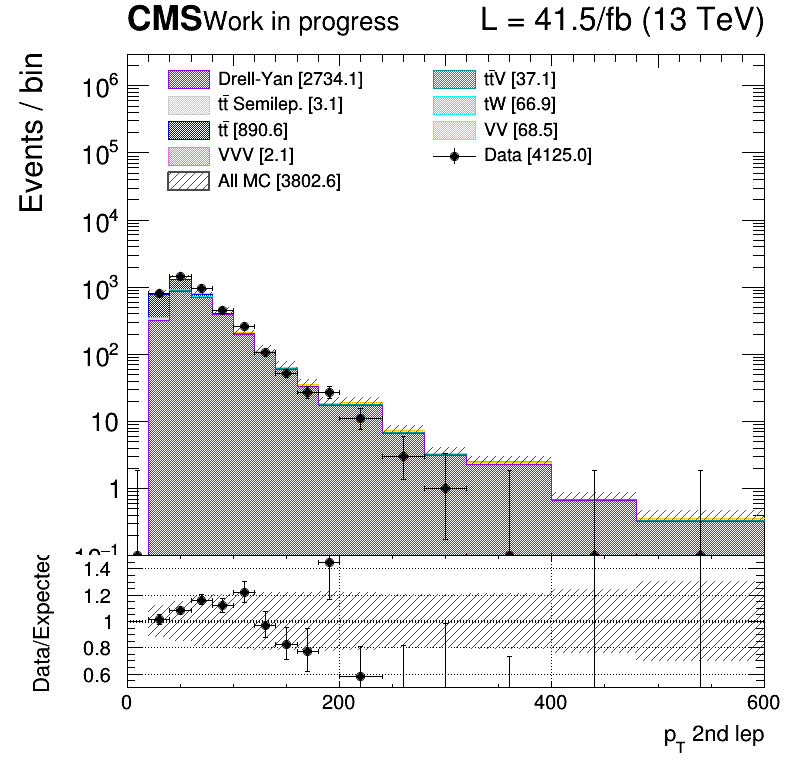 CMS Work in progress L = 41.5/fb (13 TeV)
Events / bin
Drell-Yan [2734.1]
tt̄ Semilep. [3.1]
tt̄ [890.6]
VVV [2.1]
All MC [3802.6]
tt̄V [37.1]
tW [66.9]
VV [68.5]
Data [4125.0]
10⁶
10⁵
10⁴
10³
10²
10
1
10⁻¹
Data/Expected
1.4
1.2
1
0.8
0.6
0 200 400 600
p_T 2nd lep